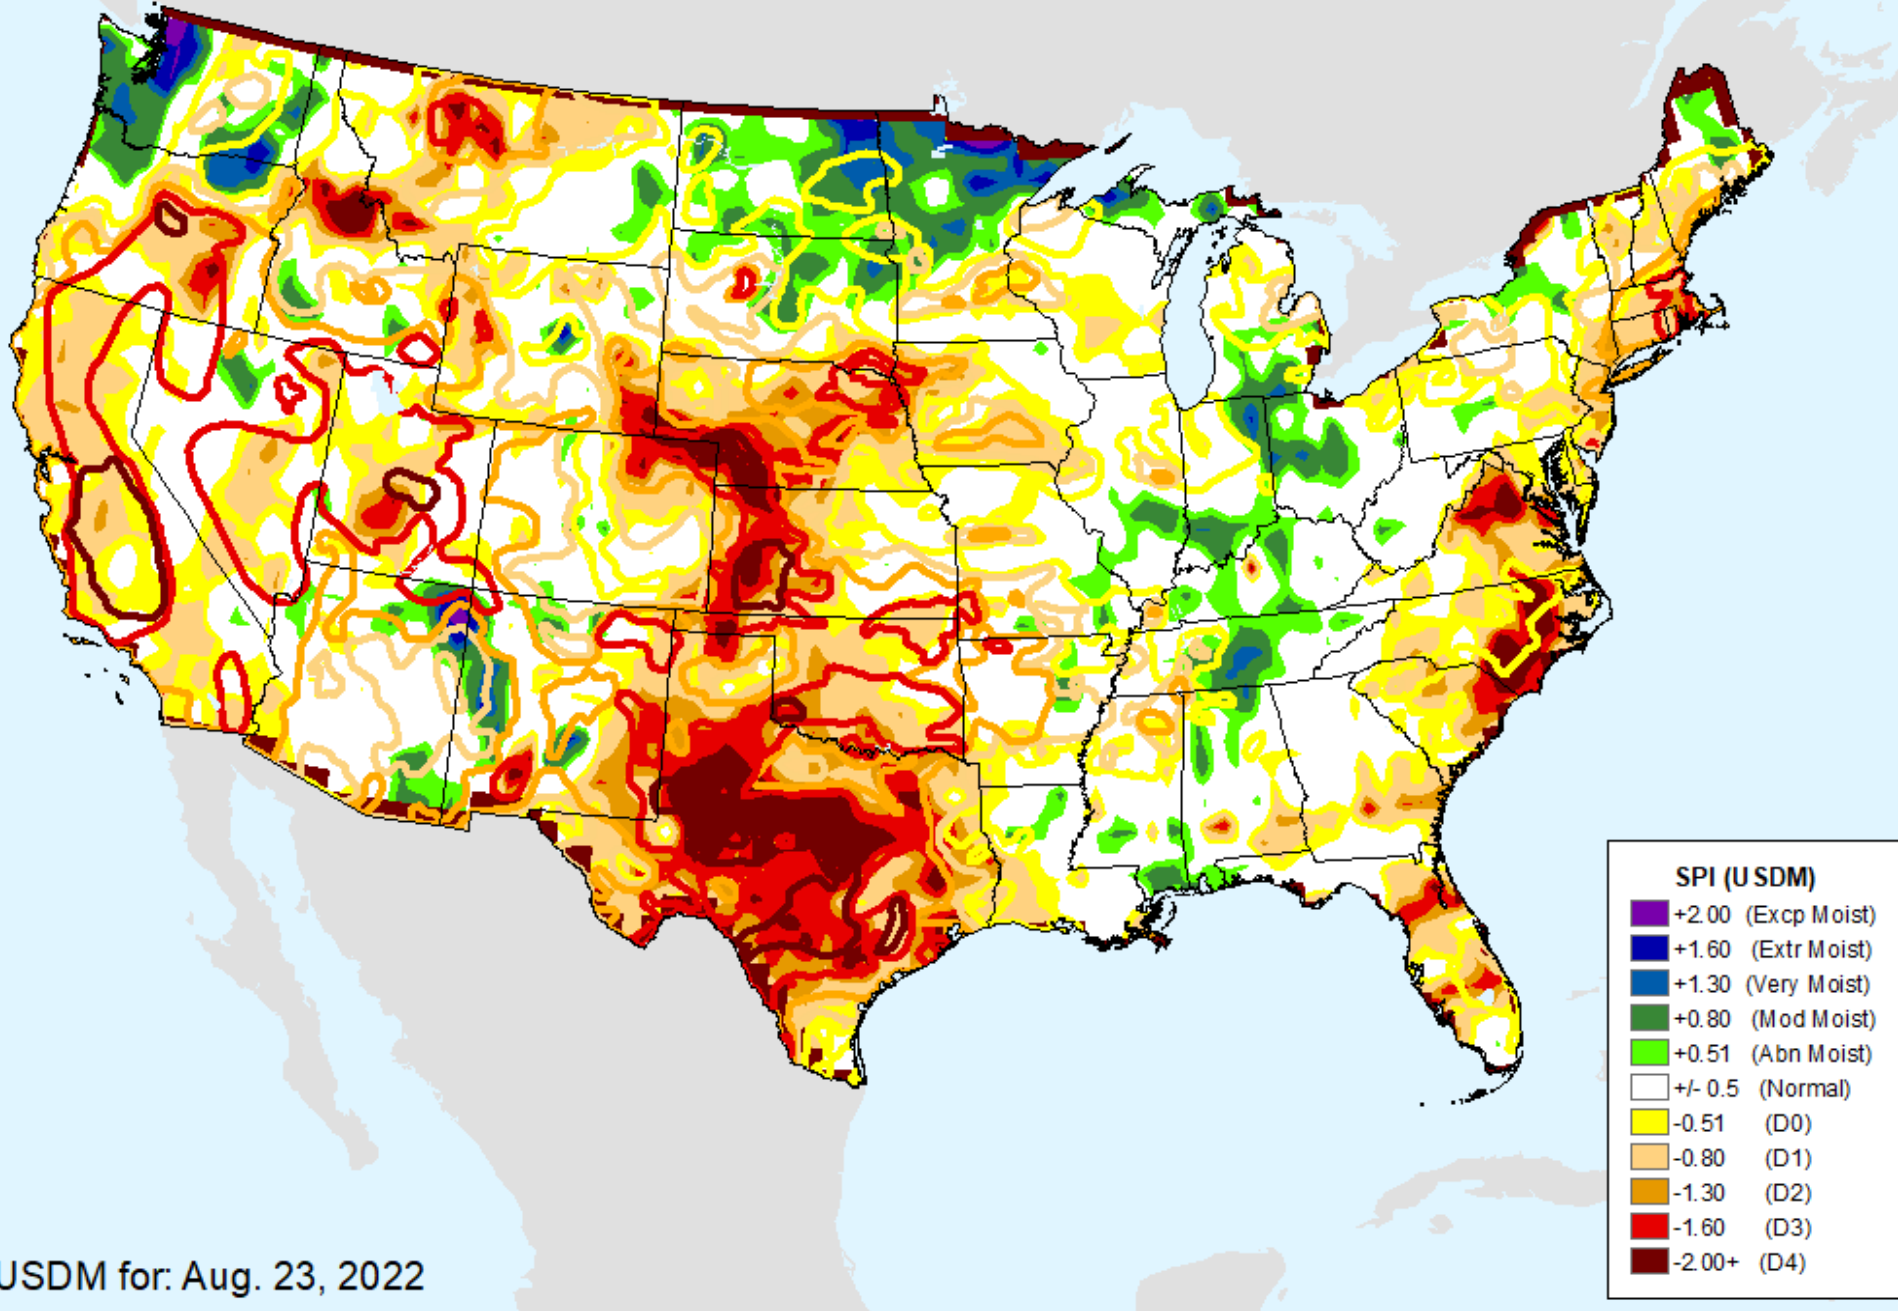 SPI (USDM)
+2.00 (Excp Moist)
+1.60 (Extr Moist)
+1.30 (Very Moist)
+0.80 (Mod Moist)
+0.51 (Abn Moist)
+/- 0.5 (Normal)
-0.51 (D0)
-0.80 (D1)
-1.30 (D2)
-1.60 (D3)
-2.00+ (D4)
USDM for: Aug. 23, 2022